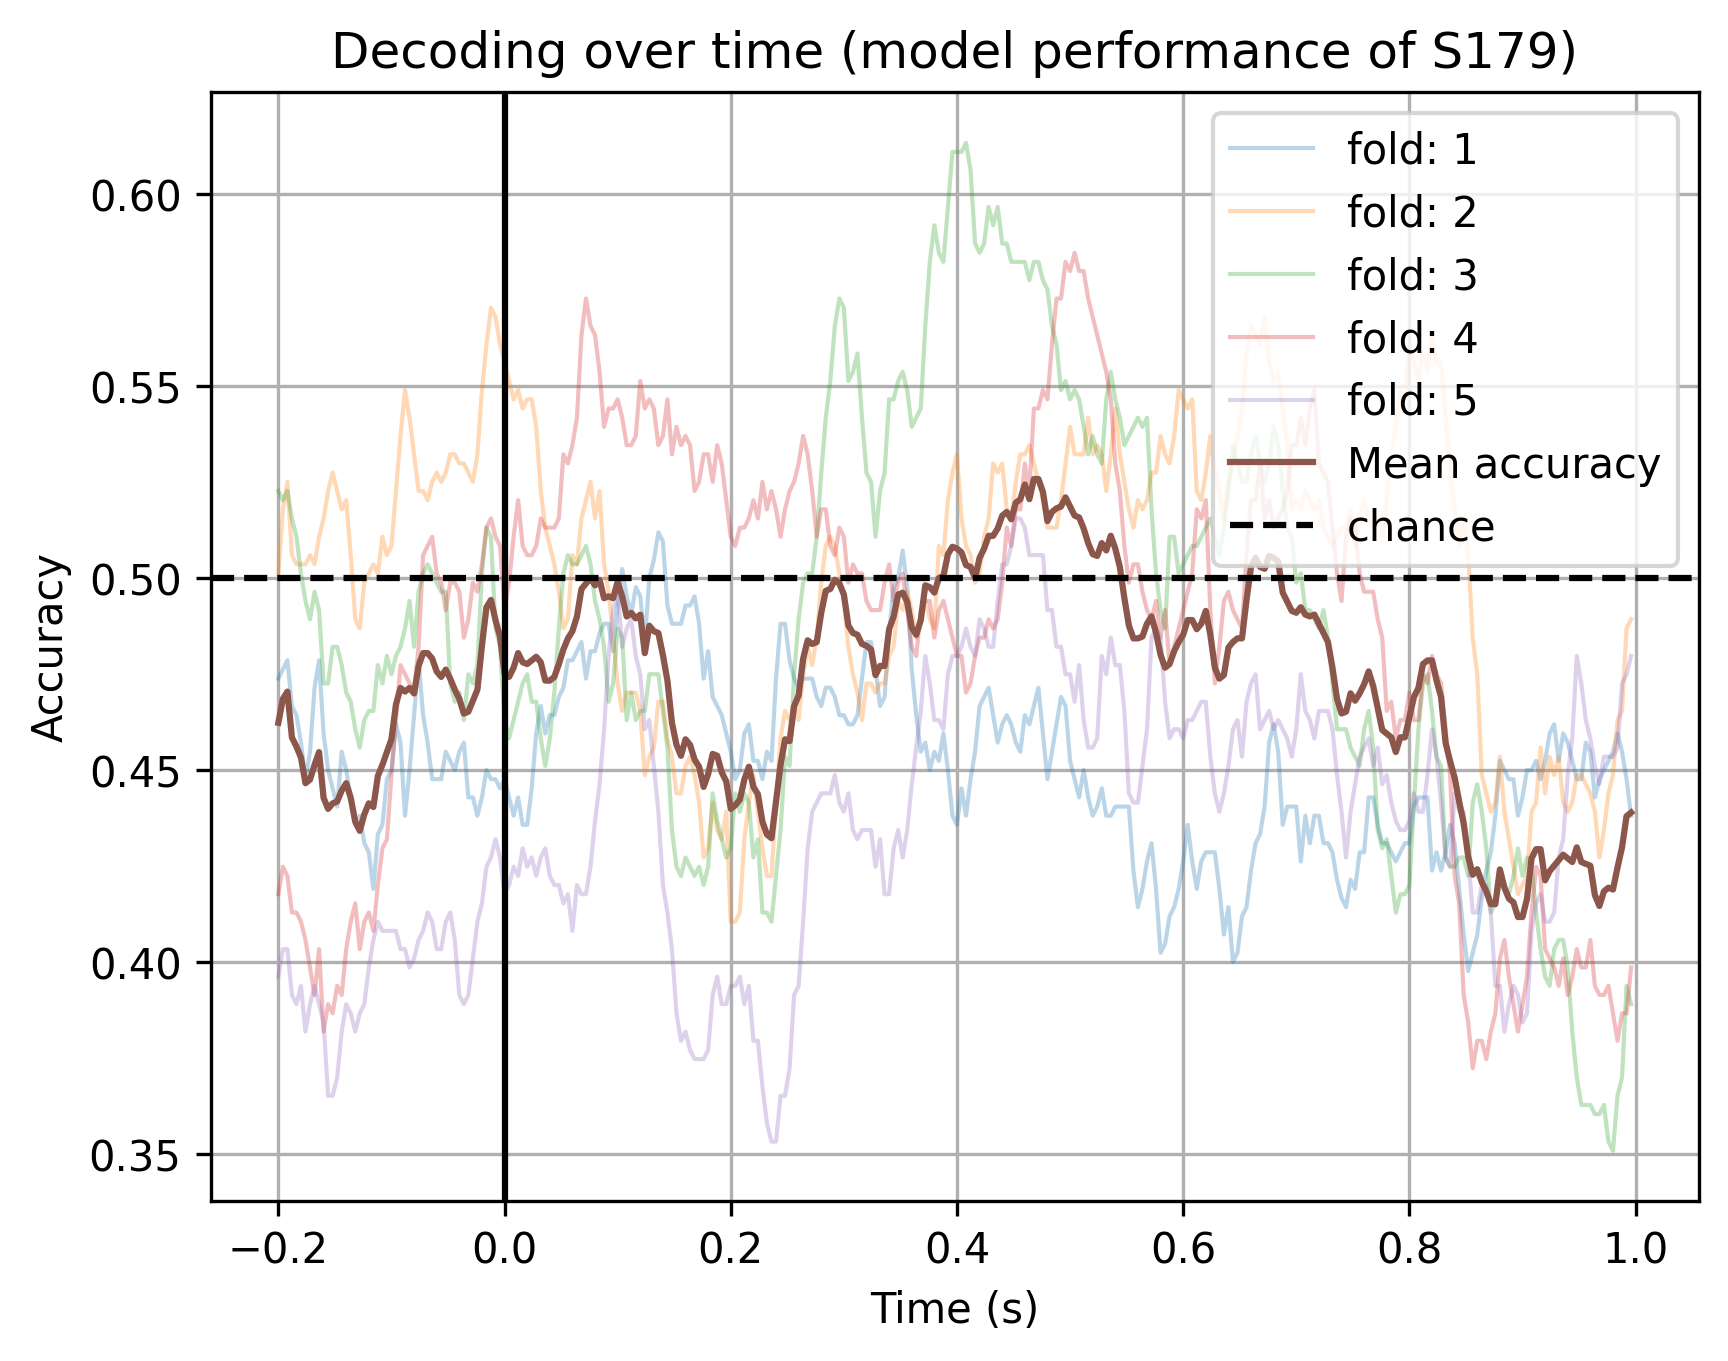 Decoding over time (model performance of S179)
fold: 1
fold: 2
fold: 3
fold: 4
fold: 5
Mean accuracy
chance
Accuracy
0.60
0.55
0.50
0.45
0.40
0.35
−0.2 0.0 0.2 0.4 0.6 0.8 1.0
Time (s)